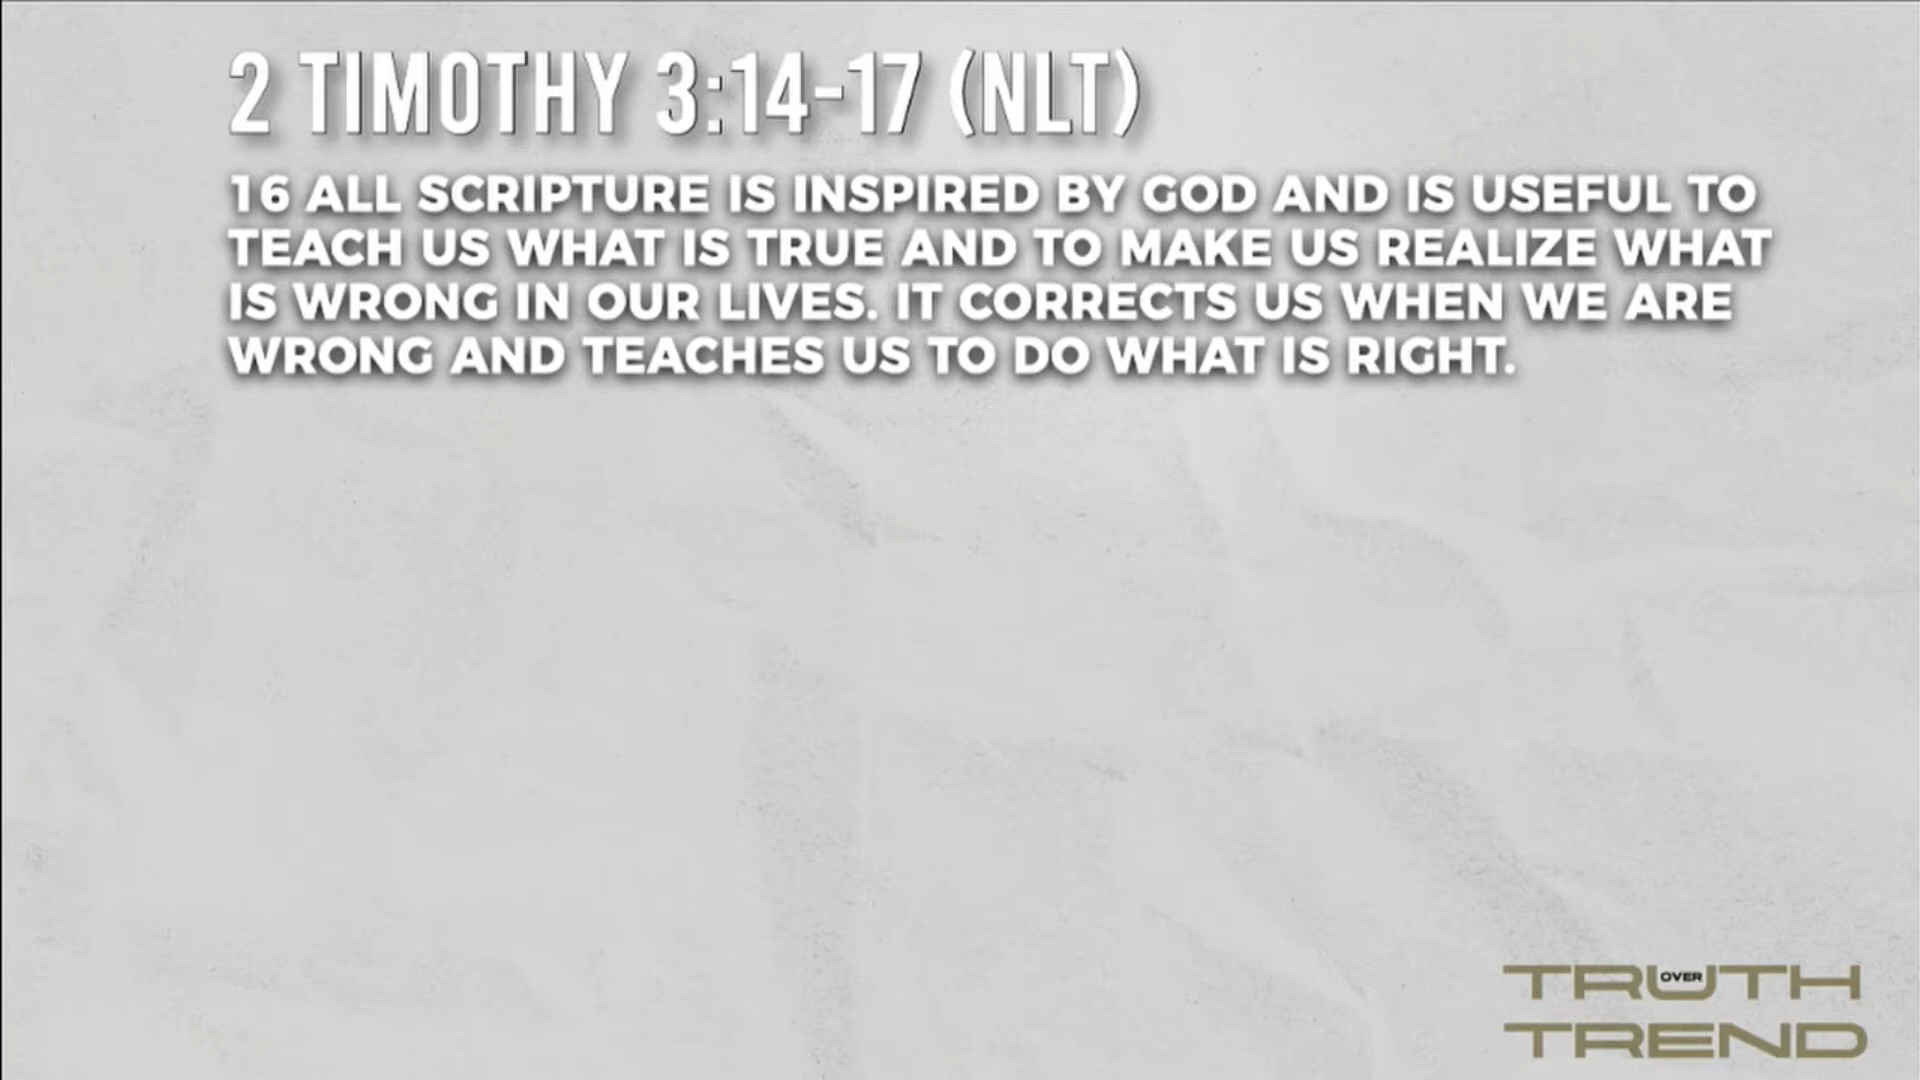 2 TIMOTHY 3:14-17 (NLT)
16 ALL SCRIPTURE IS INSPIRED BY GOD AND IS USEFUL TO
TEACH US WHAT IS TRUE AND TO MAKE US REALIZE WHAT
IS WRONG IN OUR LIVES. IT CORRECTS US WHEN WE ARE
WRONG AND TEACHES US TO DO WHAT IS RIGHT.
TRUTH
OVER
TREND